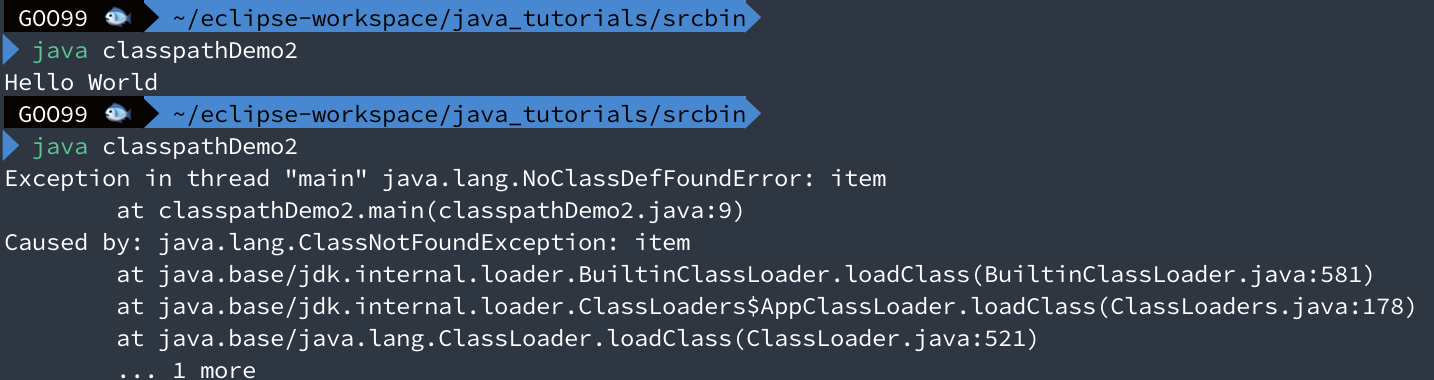 GOO99 🐟 ~/eclipse-workspace/java_tutorials/srcbin
java classpathDemo2
Hello World
GOO99 🐟 ~/eclipse-workspace/java_tutorials/srcbin
java classpathDemo2
Exception in thread "main" java.lang.NoClassDefFoundError: item
        at classpathDemo2.main(classpathDemo2.java:9)
Caused by: java.lang.ClassNotFoundException: item
        at java.base/jdk.internal.loader.BuiltinClassLoader.loadClass(BuiltinClassLoader.java:581)
        at java.base/jdk.internal.loader.ClassLoaders$AppClassLoader.loadClass(ClassLoaders.java:178)
        at java.base/java.lang.ClassLoader.loadClass(ClassLoader.java:521)
        ... 1 more